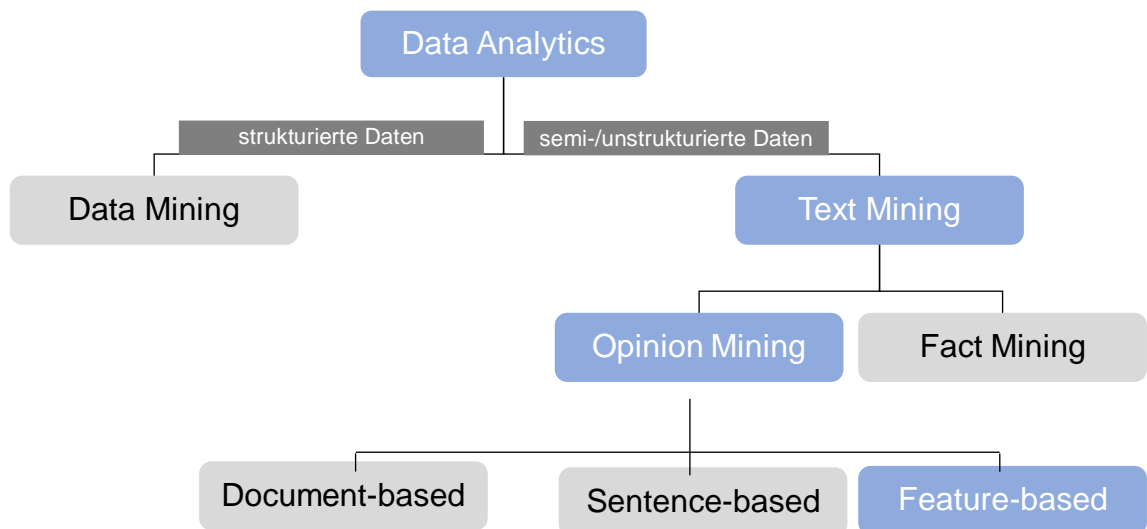 Data Analytics
strukturierte Daten
semi-/unstrukturierte Daten
Data Mining
Text Mining
Opinion Mining
Fact Mining
Document-based
Sentence-based
Feature-based